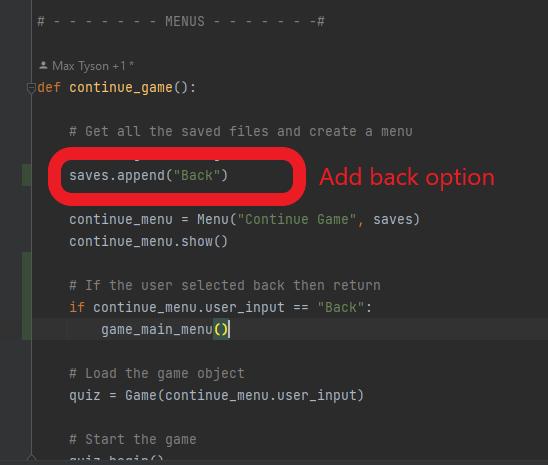 # - - - - - - - MENUS - - - - - - -#
Max Tyson +1 *
def continue_game():
# Get all the saved files and create a menu
saves.append("Back")
Add back option
continue_menu = Menu("Continue Game", saves)
continue_menu.show()
# If the user selected back then return
if continue_menu.user_input == "Back":
game_main_menu()
# Load the game object
quiz = Game(continue_menu.user_input)
# Start the game
quiz.begin()